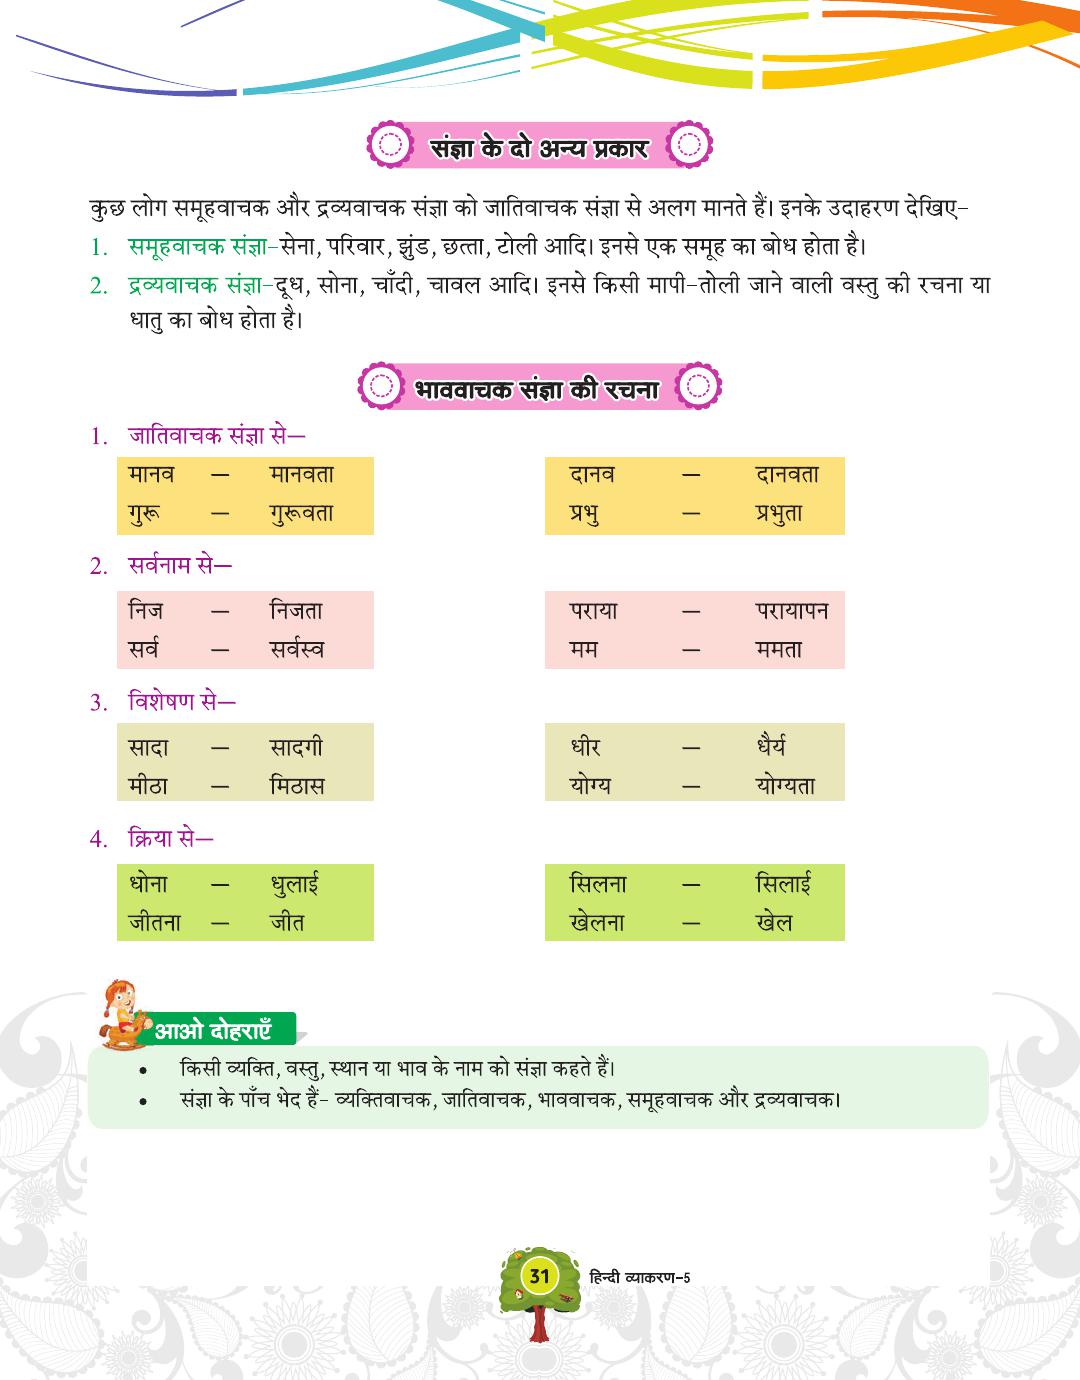 संज्ञा के दो अन्य प्रकार
कुछ लोग समूहवाचक और द्रव्यवाचक संज्ञा को जातिवाचक संज्ञा से अलग मानते हैं। इनके उदाहरण देखिए–
1. समूहवाचक संज्ञा–सेना, परिवार, झुंड, छत्ता, टोली आदि। इनसे एक समूह का बोध होता है।
2. द्रव्यवाचक संज्ञा–दूध, सोना, चाँदी, चावल आदि। इनसे किसी मापी–तोली जाने वाली वस्तु की रचना या
धातु का बोध होता है।
भाववाचक संज्ञा की रचना
1. जातिवाचक संज्ञा से—
मानव — मानवता दानव — दानवता
गुरू — गुरूवता प्रभु — प्रभुता
2. सर्वनाम से—
निज — निजता पराया — परायापन
सर्व — सर्वस्व मम — ममता
3. विशेषण से—
सादा — सादगी धीर — धैर्य
मीठा — मिठास योग्य — योग्यता
4. क्रिया से—
धोना — धुलाई सिलना — सिलाई
जीतना — जीत खेलना — खेल
आओ दोहराएँ
• किसी व्यक्ति, वस्तु, स्थान या भाव के नाम को संज्ञा कहते हैं।
• संज्ञा के पाँच भेद हैं– व्यक्तिवाचक, जातिवाचक, भाववाचक, समूहवाचक और द्रव्यवाचक।
31 हिन्दी व्याकरण–5